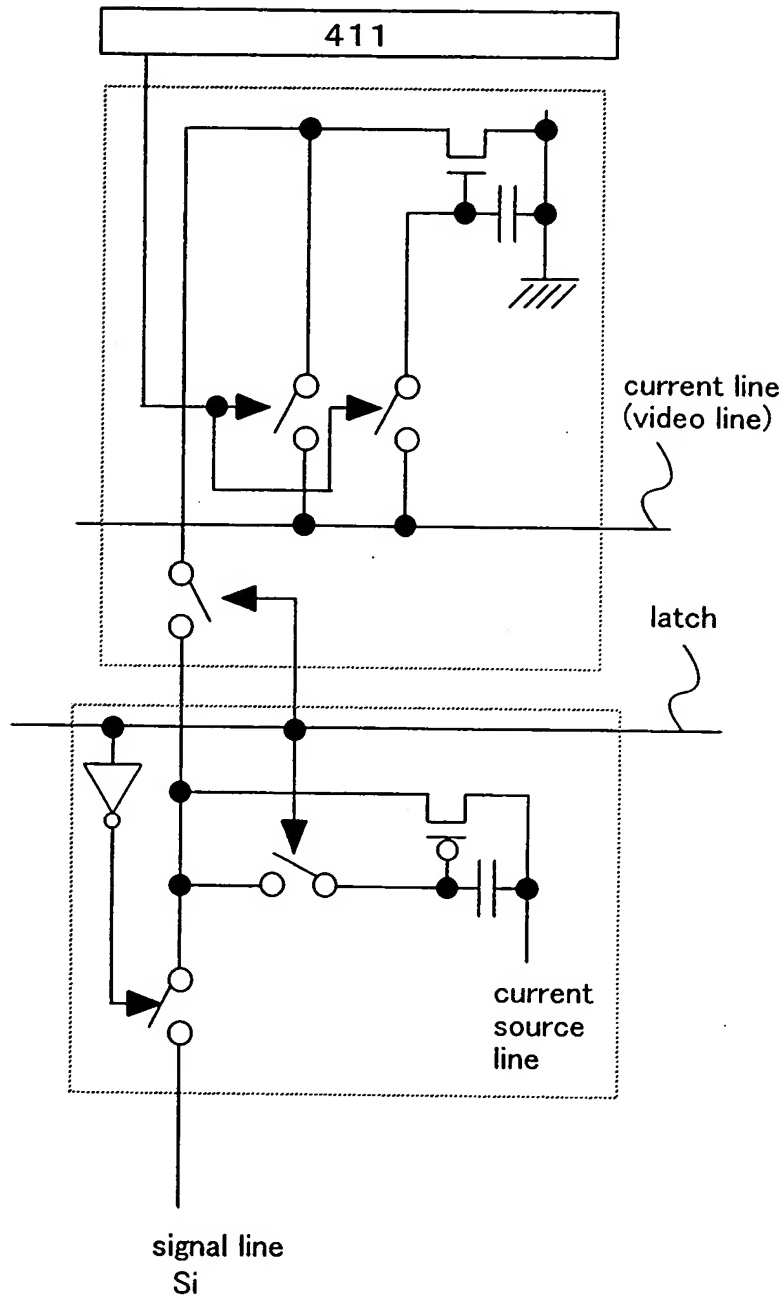 411
current line
(video line)
latch
current
source
line
signal line
Si